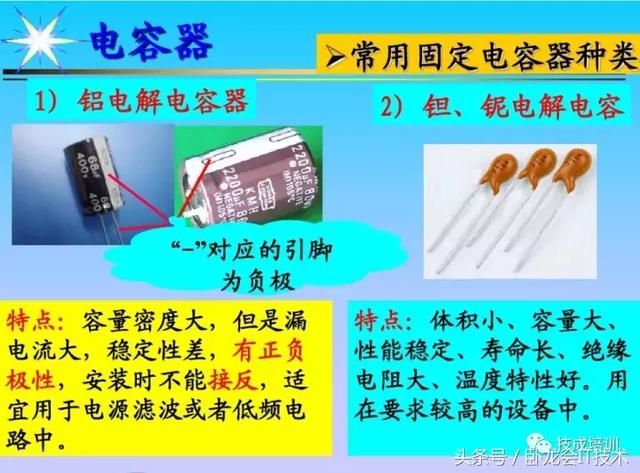 电容器
➢常用固定电容器种类
1）铝电解电容器
2）钽、铌电解电容
68μF
400v
2200μF 80W
KMH
NEGATIVE
(M)105℃
“-”对应的引脚
为负极
特点：容量密度大，但是漏
电流大，稳定性差，有正负
极性，安装时不能接反，适
宜用于电源滤波或者低频电
路中。
特点：体积小、容量大、
性能稳定、寿命长、绝缘
电阻大、温度特性好。用
在要求较高的设备中。
技成培训
头条号 / 卧龙会IT技术